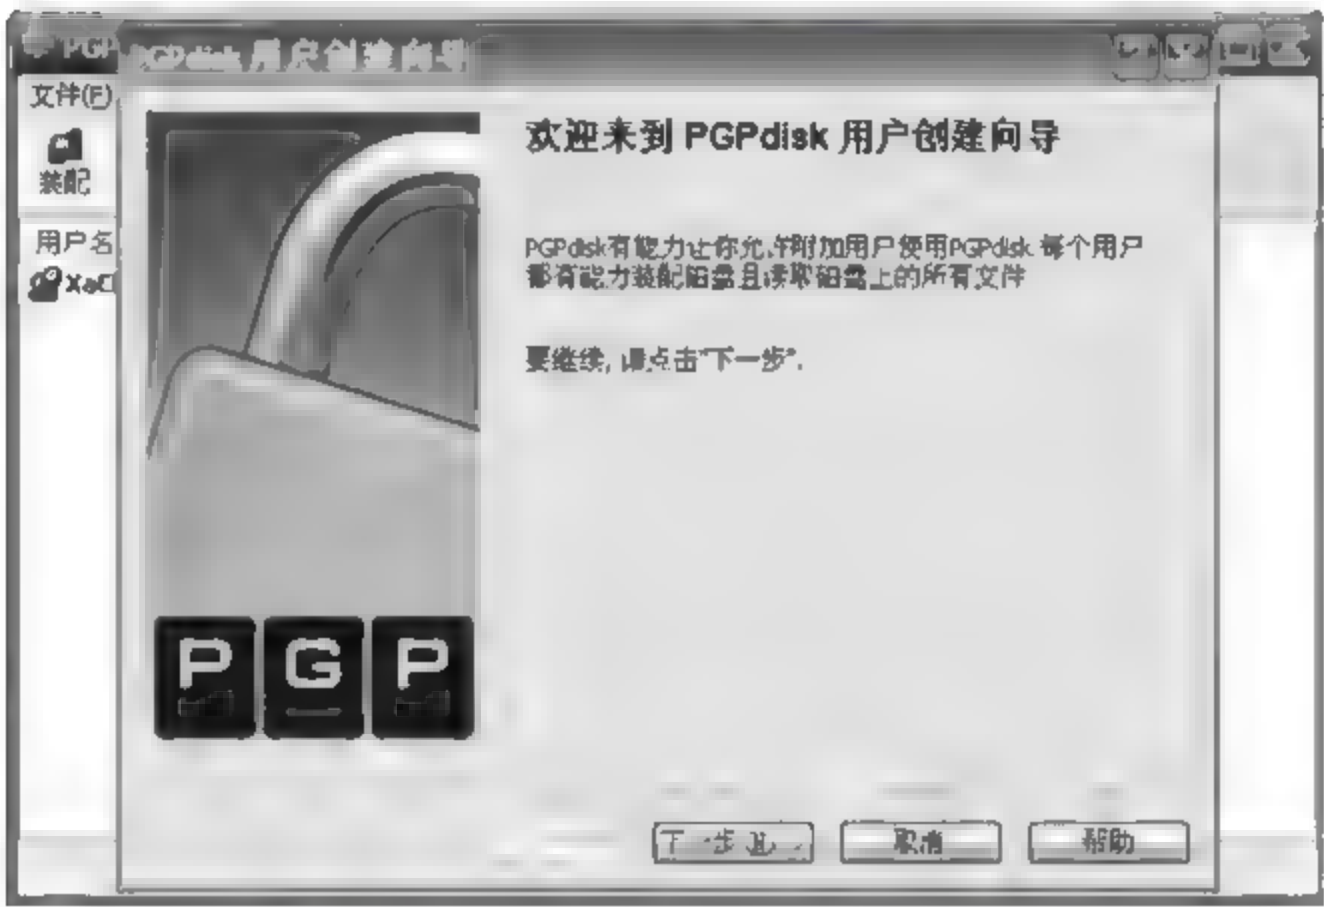 PGP
PGPdisk 用户创建向导
文件(F)
装配
用户名
XaC
欢迎来到 PGPdisk 用户创建向导
PGPdisk有能力让你允许附加用户使用PGPdisk 每个用户
都有能力装配磁盘且读取磁盘上的所有文件
要继续, 请点击"下一步".
P G P
下一步
取消
帮助